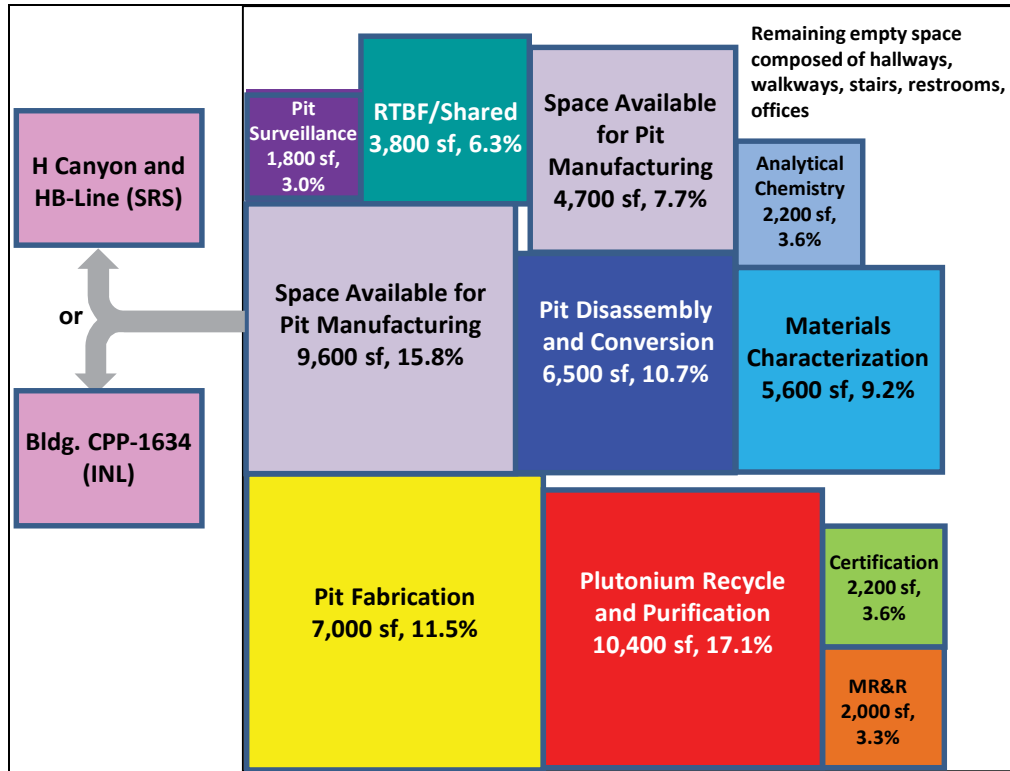 H Canyon and
HB-Line (SRS)
or
Bldg. CPP-1634
(INL)
Pit
Surveillance
1,800 sf,
3.0%
RTBF/Shared
3,800 sf, 6.3%
Space Available
for Pit
Manufacturing
4,700 sf, 7.7%
Remaining empty space
composed of hallways,
walkways, stairs, restrooms,
offices
Analytical
Chemistry
2,200 sf,
3.6%
Space Available for
Pit Manufacturing
9,600 sf, 15.8%
Pit Disassembly
and Conversion
6,500 sf, 10.7%
Materials
Characterization
5,600 sf, 9.2%
Pit Fabrication
7,000 sf, 11.5%
Plutonium Recycle
and Purification
10,400 sf, 17.1%
Certification
2,200 sf,
3.6%
MR&R
2,000 sf,
3.3%